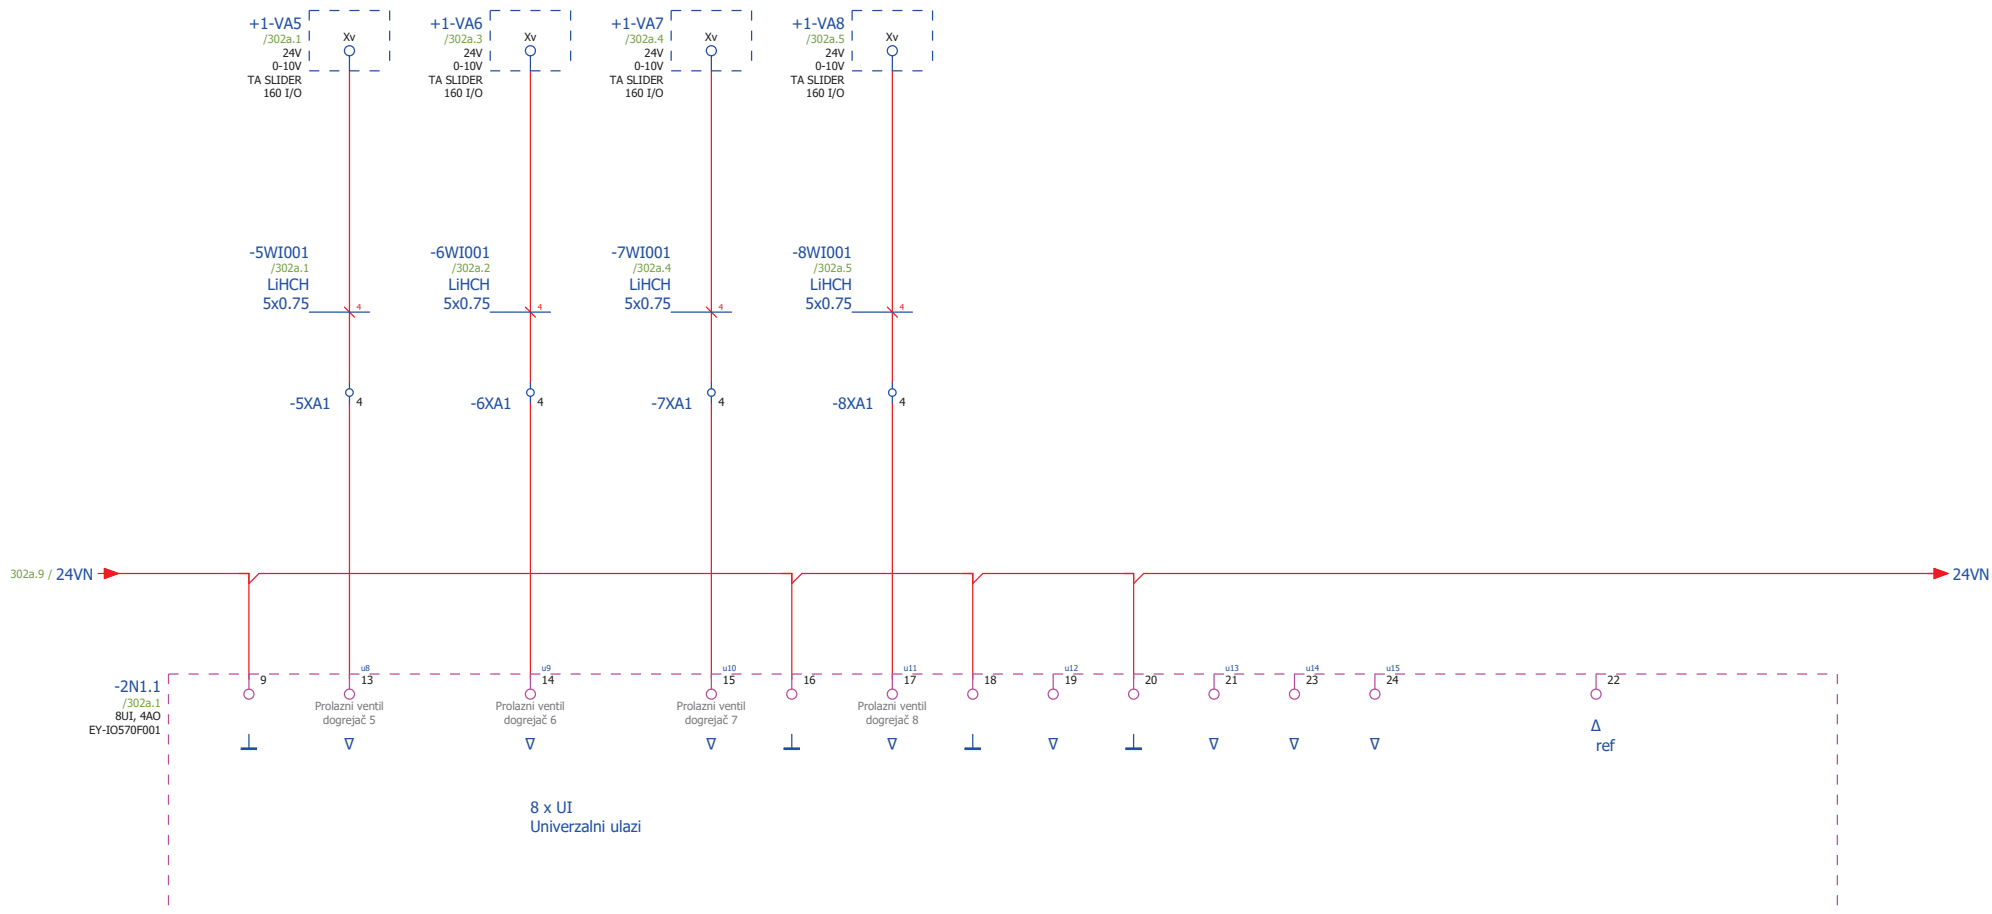 +1-VA5
/302a.1
24V
0-10V
TA SLIDER
160 I/O
Xv
+1-VA6
/302a.3
24V
0-10V
TA SLIDER
160 I/O
Xv
+1-VA7
/302a.4
24V
0-10V
TA SLIDER
160 I/O
Xv
+1-VA8
/302a.5
24V
0-10V
TA SLIDER
160 I/O
Xv
-5WI001
/302a.1
LiHCH
5x0.75
4
-6WI001
/302a.2
LiHCH
5x0.75
4
-7WI001
/302a.4
LiHCH
5x0.75
4
-8WI001
/302a.5
LiHCH
5x0.75
4
-5XA1 4
-6XA1 4
-7XA1 4
-8XA1 4
302a.9 / 24VN
24VN
-2N1.1
/302a.1
8UI, 4AO
EY-IO570F001
9
u8
13
Prolazni ventil
dogrejač 5
u9
14
Prolazni ventil
dogrejač 6
u10
15
Prolazni ventil
dogrejač 7
16
u11
17
Prolazni ventil
dogrejač 8
18
u12
19
20
u13
21
u14
23
u15
24
22
Δ
ref
8 x UI
Univerzalni ulazi